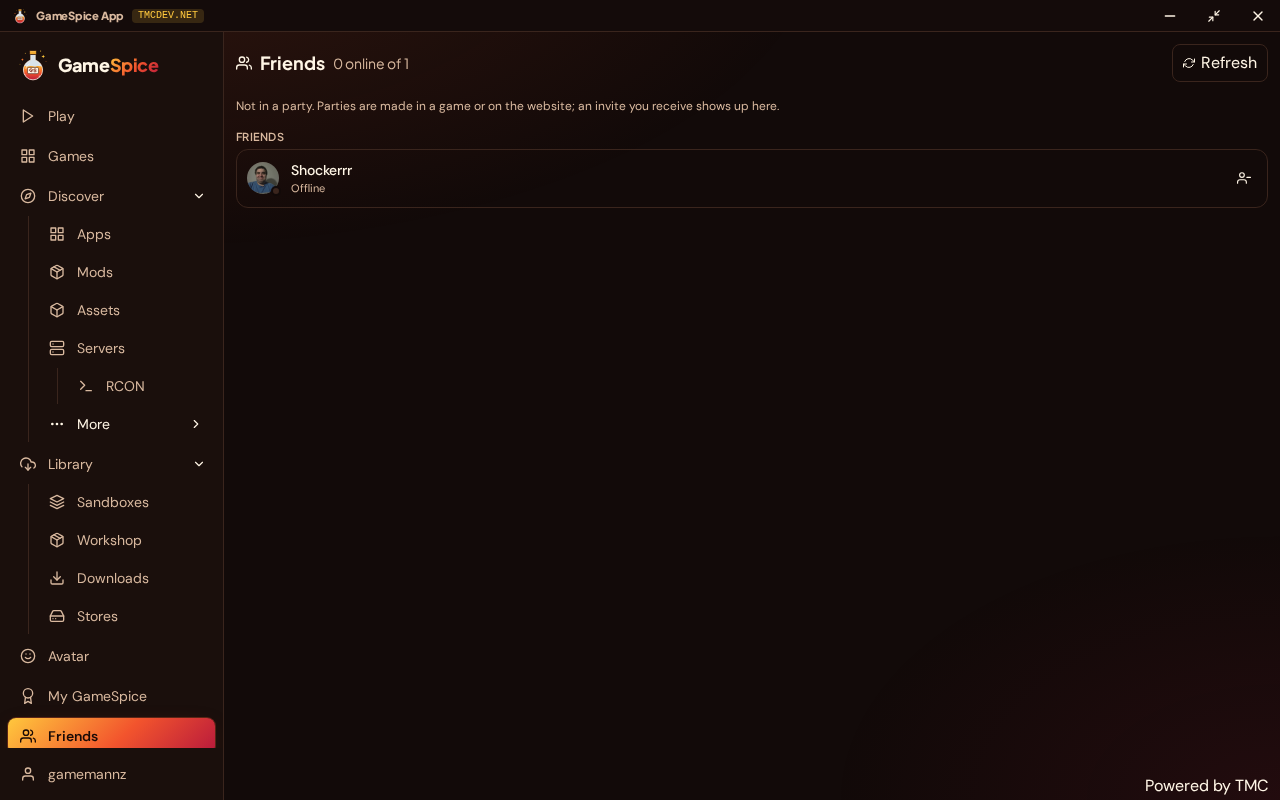 GameSpice App TMCDEV.NET
GameSpice
Play
Games
Discover
Apps
Mods
Assets
Servers
RCON
More
Library
Sandboxes
Workshop
Downloads
Stores
Avatar
My GameSpice
Friends
gamemannz
Friends 0 online of 1
Refresh
Not in a party. Parties are made in a game or on the website; an invite you receive shows up here.
FRIENDS
Shockerrr
Offline
Powered by TMC